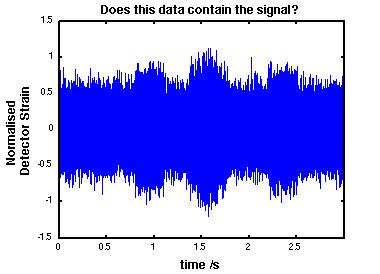 Does this data contain the signal?
1.5
1
0.5
0
-0.5
-1
-1.5
Normalised
Detector Strain
0 0.5 1 1.5 2 2.5
time /s